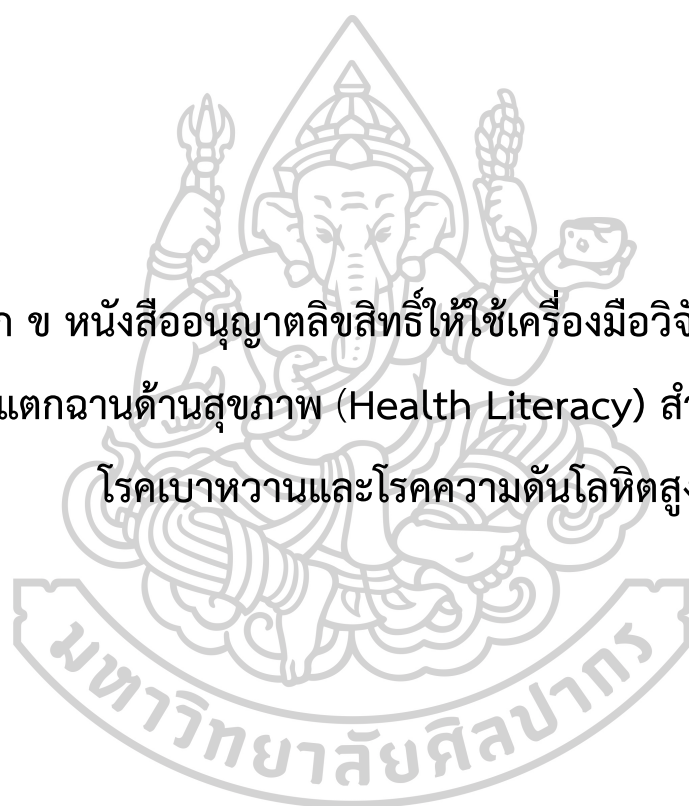 ข หนังสืออนุญาตลิขสิทธิ์ให้ใช้เครื่องมือวิจั
แตกฉานด้านสุขภาพ (Health Literacy) สำ
โรคเบาหวานและโรคความดันโลหิตสูง
มหาวิทยาลัยศิลปากร